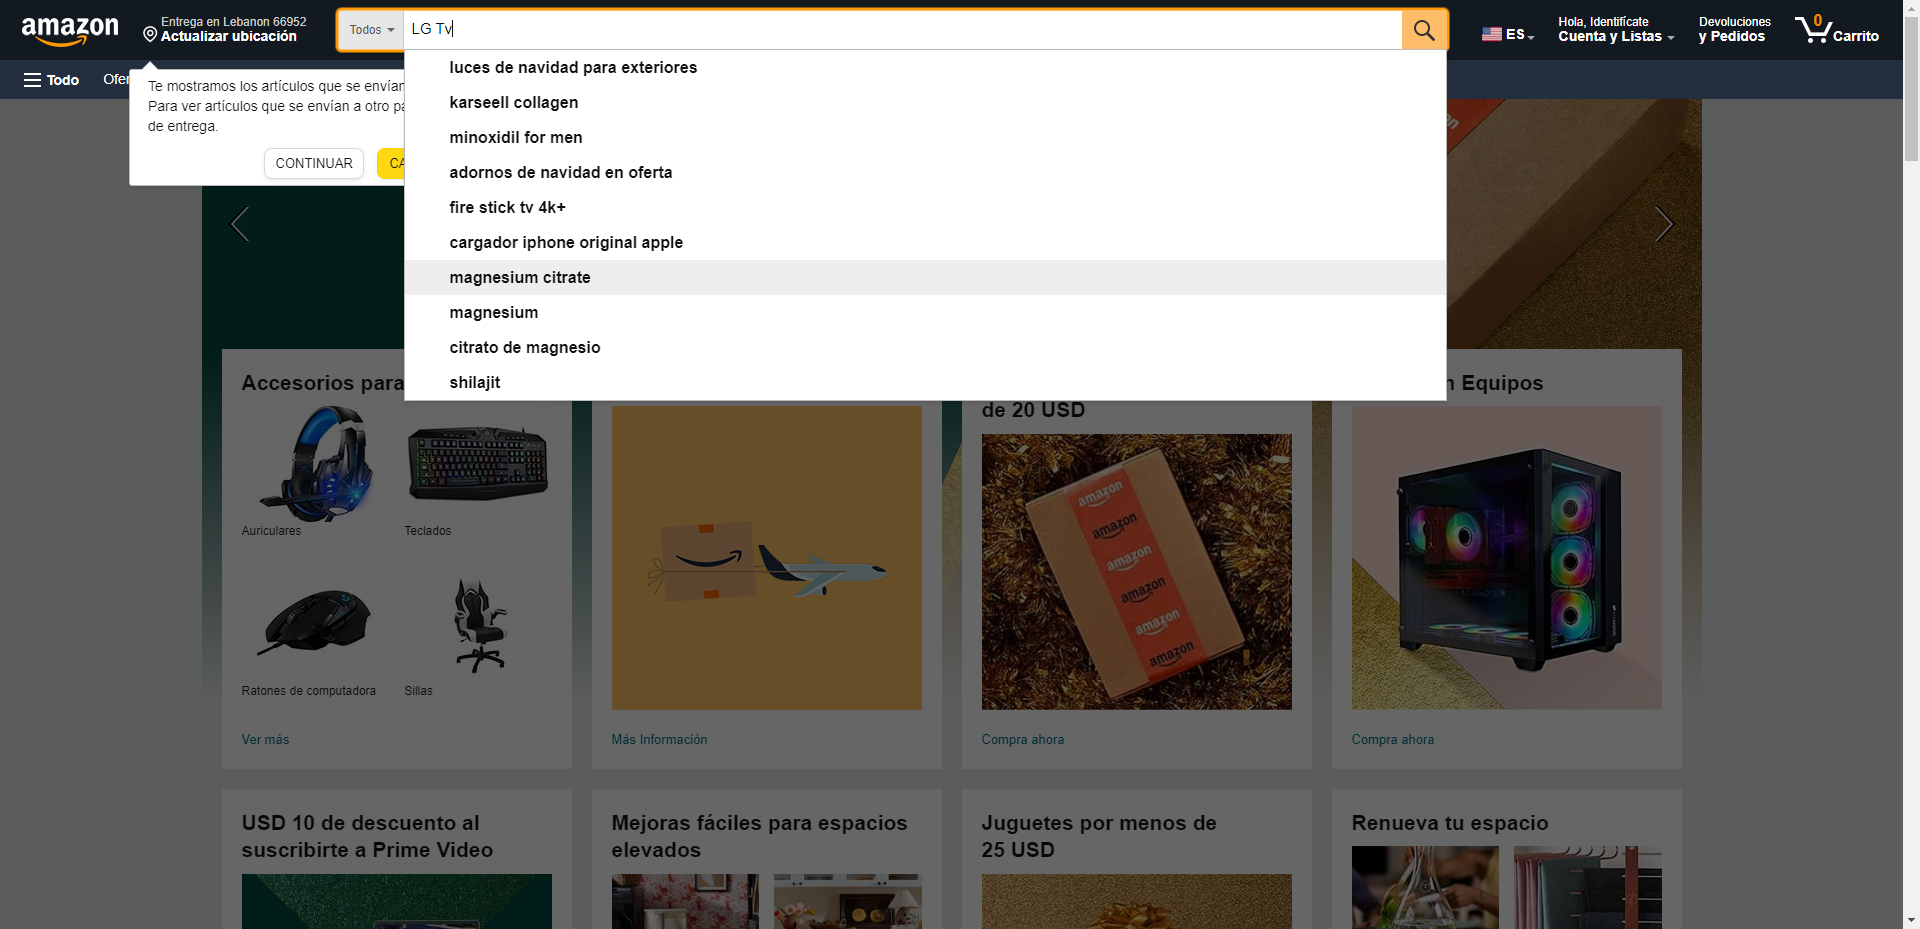 amazon
Entrega en Lebanon 66952
Actualizar ubicación
Todos
LG Tv
ES
Hola, Identifícate
Cuenta y Listas
Devoluciones
y Pedidos
0
Carrito
Todo
Ofer
Te mostramos los artículos que se envían
Para ver artículos que se envían a otro pa
de entrega.
CONTINUAR
CA
luces de navidad para exteriores
karseell collagen
minoxidil for men
adornos de navidad en oferta
fire stick tv 4k+
cargador iphone original apple
magnesium citrate
magnesium
citrato de magnesio
shilajit
Accesorios para
Auriculares
Teclados
Ratones de computadora
Sillas
Ver más
Más Información
de 20 USD
amazon
amazon
amazon
amazon
amazon
amazon
Compra ahora
n Equipos
Compra ahora
USD 10 de descuento al
suscribirte a Prime Video
Mejoras fáciles para espacios
elevados
Juguetes por menos de
25 USD
Renueva tu espacio